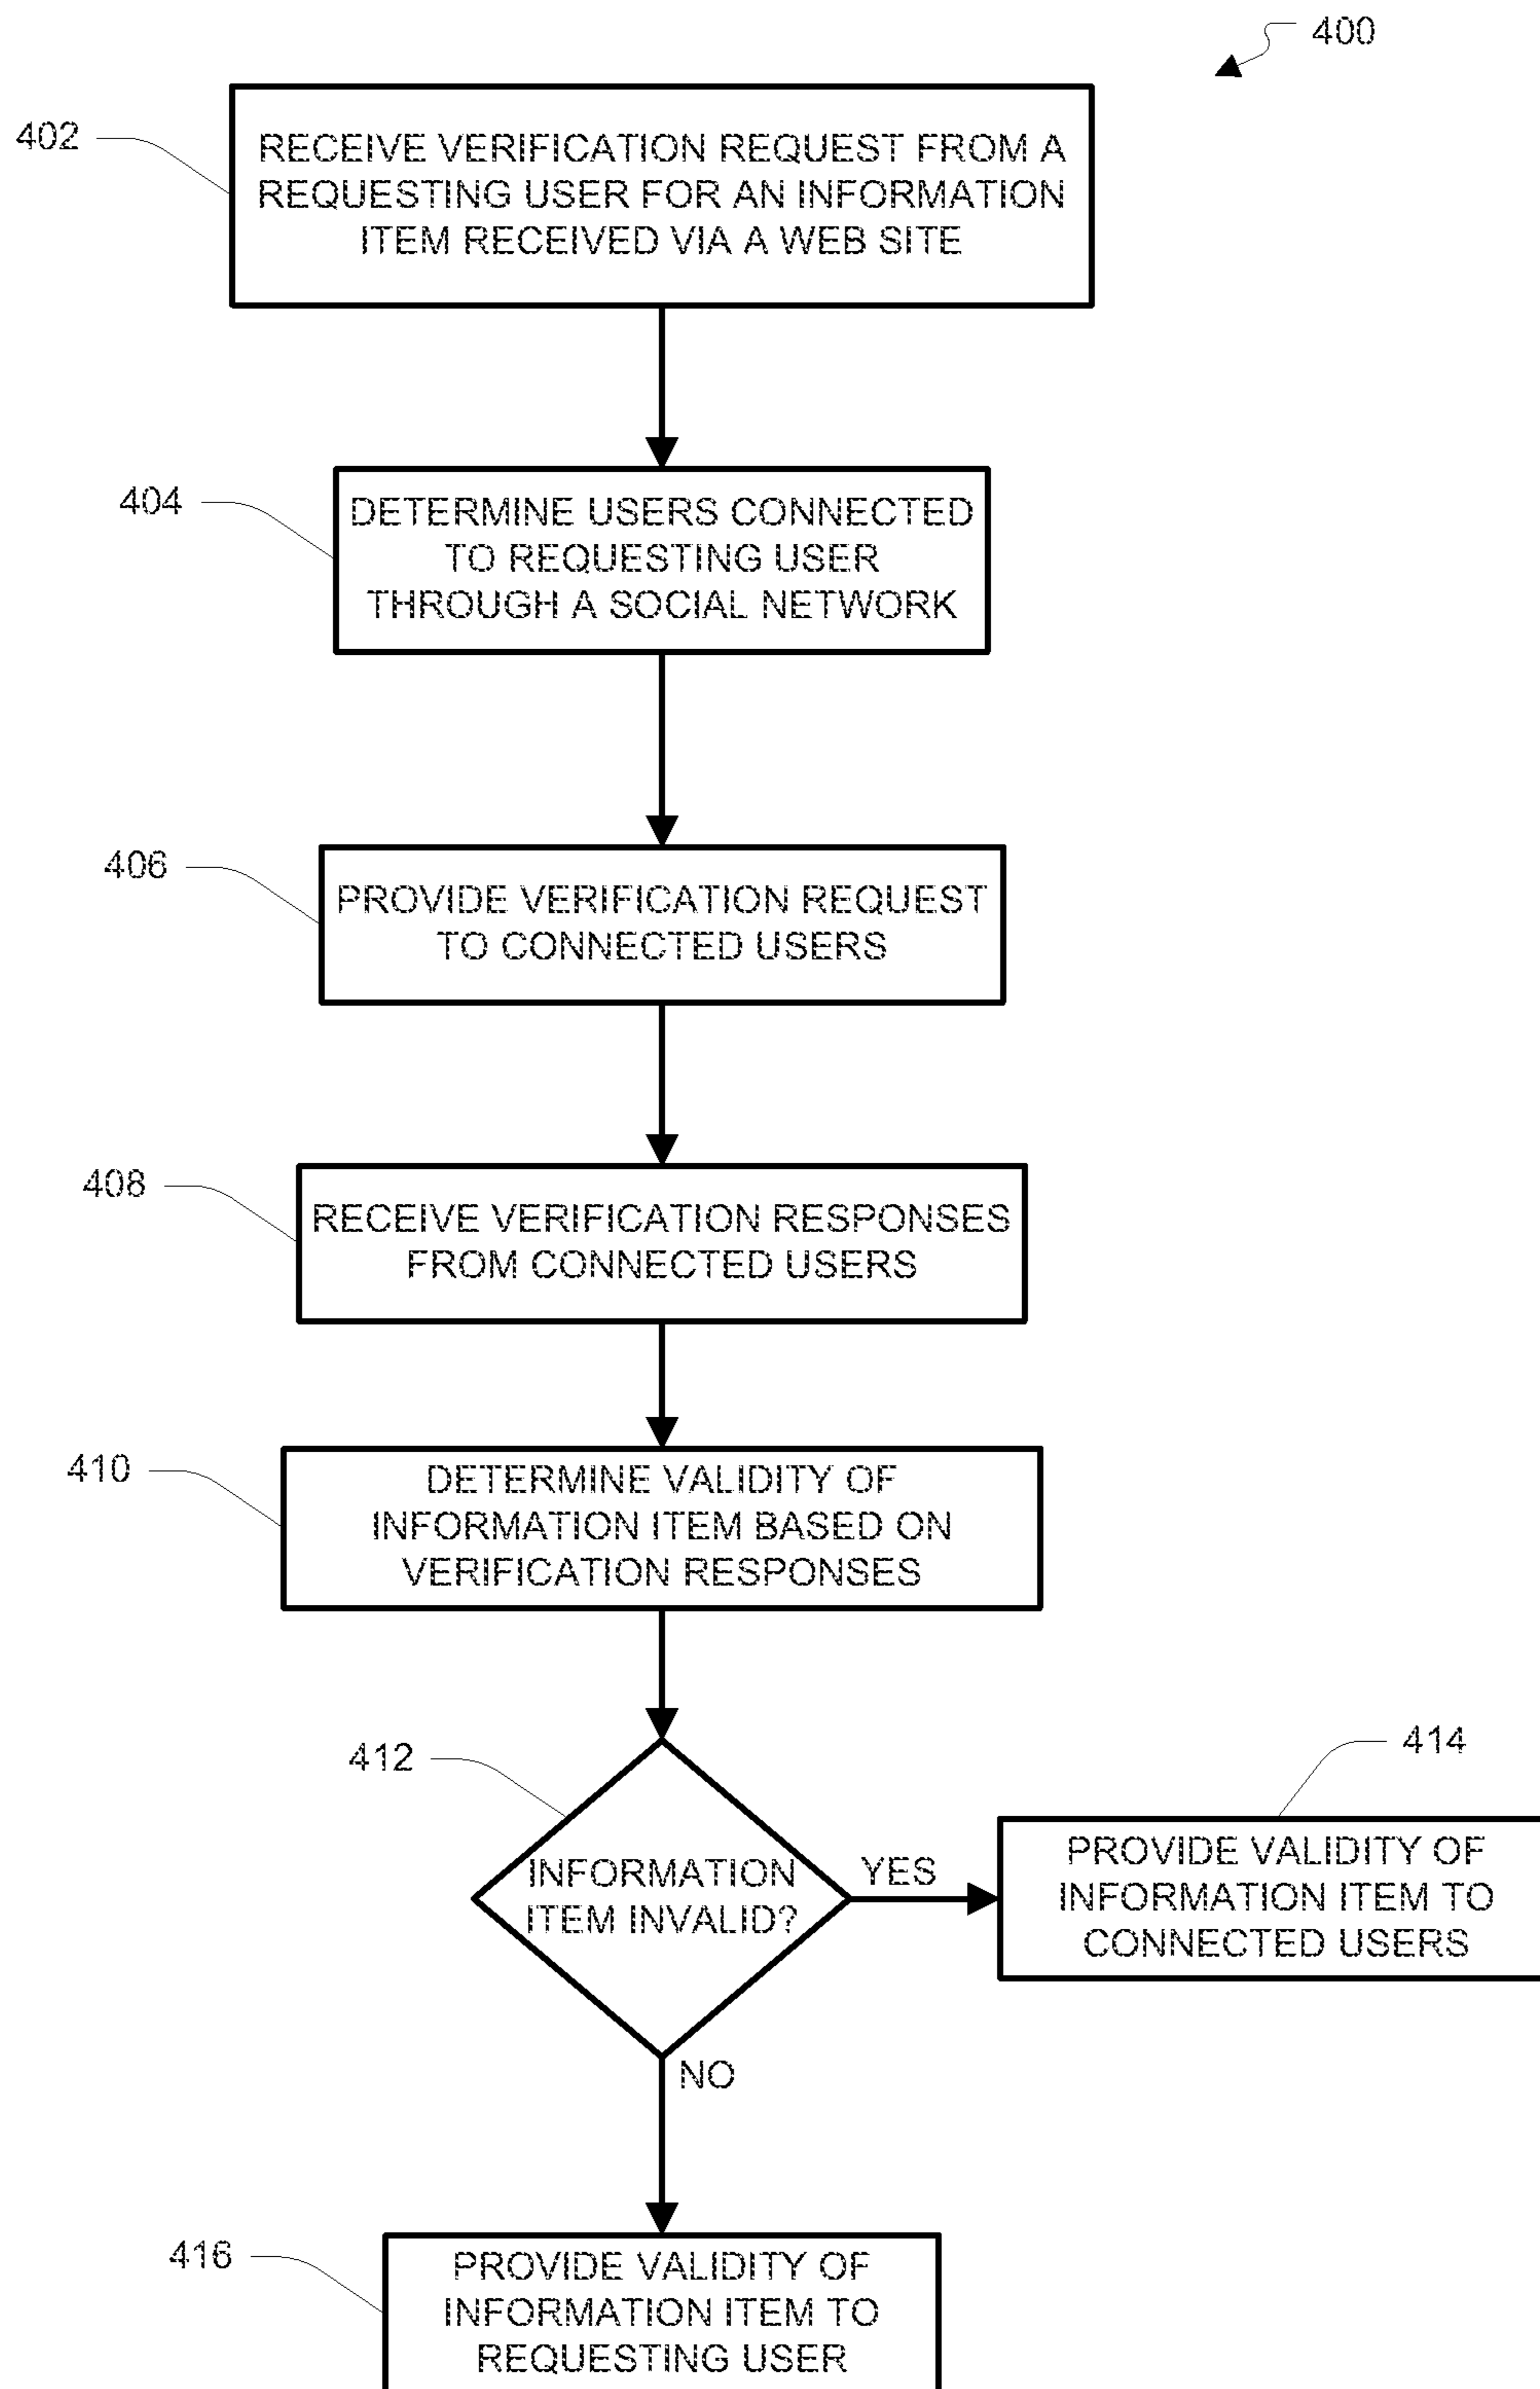 400
402
RECEIVE VERIFICATION REQUEST FROM A
REQUESTING USER FOR AN INFORMATION
ITEM RECEIVED VIA A WEB SITE
404
DETERMINE USERS CONNECTED
TO REQUESTING USER
THROUGH A SOCIAL NETWORK
406
PROVIDE VERIFICATION REQUEST
TO CONNECTED USERS
408
RECEIVE VERIFICATION RESPONSES
FROM CONNECTED USERS
410
DETERMINE VALIDITY OF
INFORMATION ITEM BASED ON
VERIFICATION RESPONSES
412
INFORMATION
ITEM INVALID?
YES
414
PROVIDE VALIDITY OF
INFORMATION ITEM TO
CONNECTED USERS
NO
416
PROVIDE VALIDITY OF
INFORMATION ITEM TO
REQUESTING USER